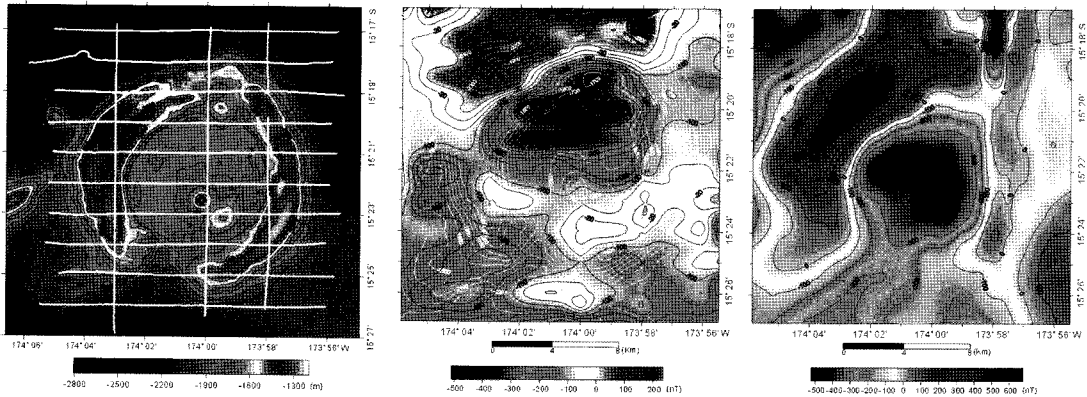 15° 17' S
15° 19'
15° 21'
15° 23'
15° 25'
15° 27'
174° 06' 174° 04' 174° 02' 174° 00' 173° 58' 173° 56' W
-2800 -2500 -2200 -1900 -1600 -1300 (m)
15° 18' S
15° 20'
15° 22'
15° 24'
15° 26'
174° 04' 174° 02' 174° 00' 173° 58' 173° 56' W
0 4 8 (Km)
-500 -400 -300 -200 -100 0 100 200 (nT)
15° 18' S
15° 20'
15° 22'
15° 24'
15° 26'
174° 04' 174° 02' 174° 00' 173° 58' 173° 56' W
0 4 8 (Km)
-500 -400 -300 -200 -100 0 100 200 300 400 500 600 (nT)